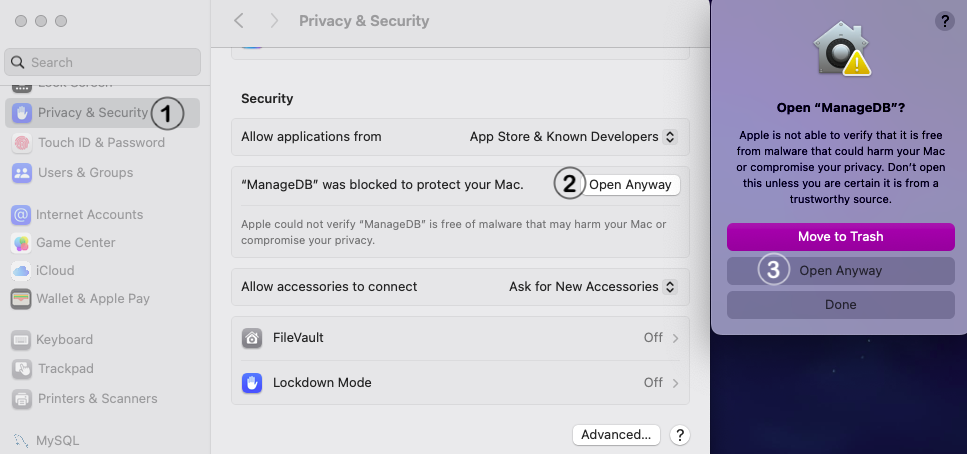 Search
Lock Screen
Privacy & Security
1
Touch ID & Password
Users & Groups
Internet Accounts
Game Center
iCloud
Wallet & Apple Pay
Keyboard
Trackpad
Printers & Scanners
MySQL
Privacy & Security
Security
Allow applications from
App Store & Known Developers
“ManageDB” was blocked to protect your Mac.
2
Open Anyway
Apple could not verify “ManageDB” is free of malware that may harm your Mac or
compromise your privacy.
Allow accessories to connect
Ask for New Accessories
FileVault
Off
Lockdown Mode
Off
Advanced...
?
?
Open “ManageDB”?
Apple is not able to verify that it is free
from malware that could harm your Mac
or compromise your privacy. Don’t open
this unless you are certain it is from a
trustworthy source.
Move to Trash
3
Open Anyway
Done